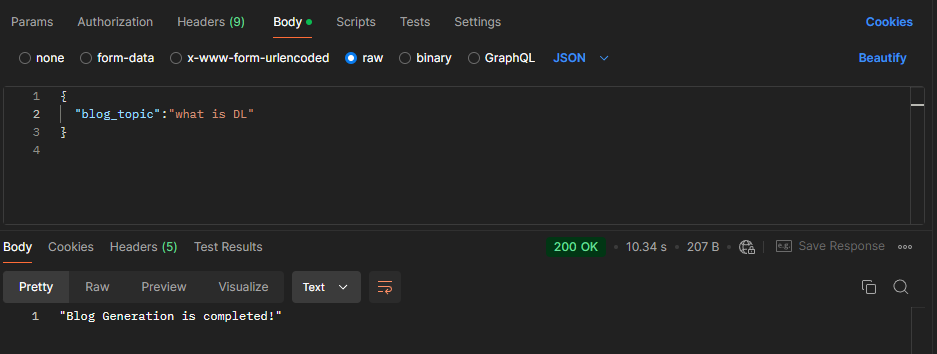 Params Authorization Headers (9) Body Scripts Tests Settings Cookies
none form-data x-www-form-urlencoded raw binary GraphQL JSON Beautify
1 {
2 "blog_topic":"what is DL"
3 }
4
Body Cookies Headers (5) Test Results 200 OK 10.34 s 207 B e.g. Save Response
Pretty Raw Preview Visualize Text
1 "Blog Generation is completed!"